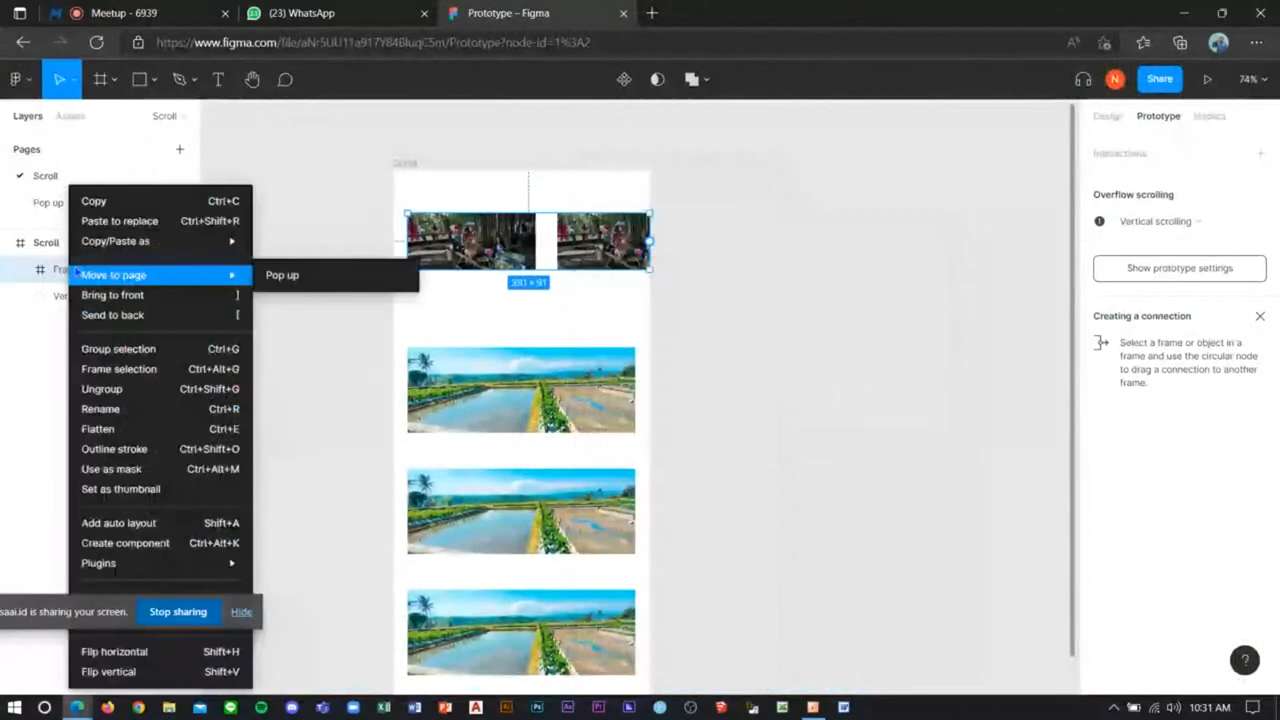 Meetup - 6939
(23) WhatsApp
Prototype – Figma
Share
74%
Layers
Assets
Scroll
Design
Prototype
Inspect
Pages
Interactions
Scroll
Scroll
Pop up
Copy Ctrl+C
Overflow scrolling
Paste to replace Ctrl+Shift+R
Vertical scrolling
Copy/Paste as
Scroll
Move to page
Pop up
Show prototype settings
Bring to front ]
Send to back [
Creating a connection
Select a frame or object in a
frame and use the circular node
to drag a connection to another
frame.
Group selection Ctrl+G
Frame selection Ctrl+Alt+G
Ungroup Ctrl+Shift+G
Rename Ctrl+R
Flatten Ctrl+E
Outline stroke Ctrl+Shift+O
Use as mask Ctrl+Alt+M
Set as thumbnail
Add auto layout Shift+A
Create component Ctrl+Alt+K
Plugins
saai.id is sharing your screen.
Stop sharing
Hide
Flip horizontal Shift+H
Flip vertical Shift+V
10:31 AM